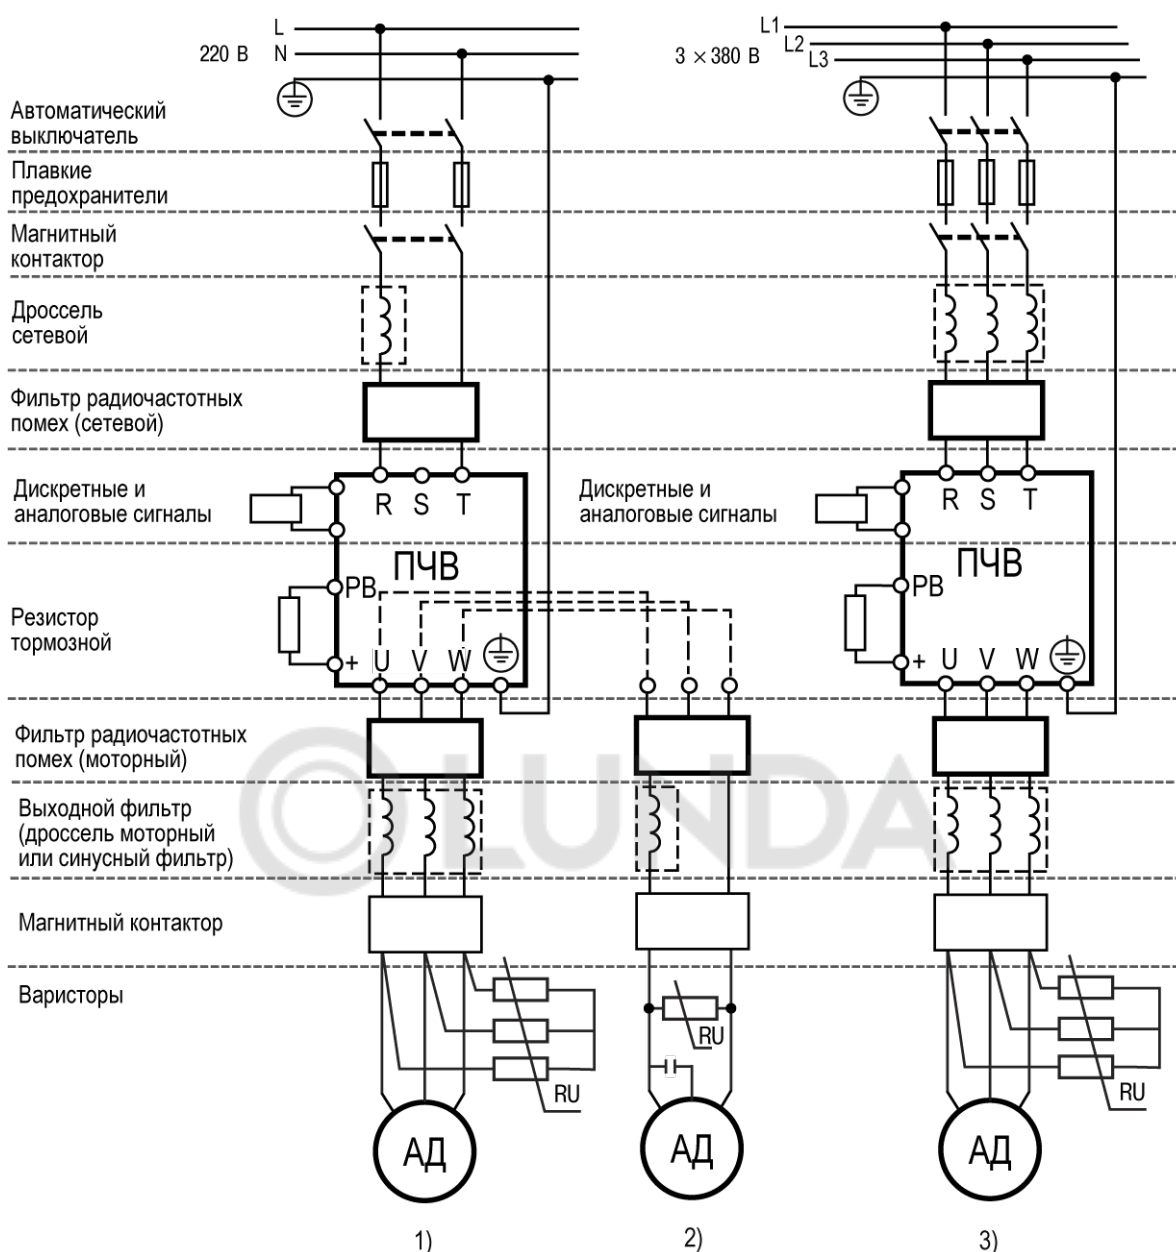 L
220 В N
L1
L2
3 × 380 В L3
Автоматический
выключатель
Плавкие
предохранители
Магнитный
контактор
Дроссель
сетевой
Фильтр радиочастотных
помех (сетевой)
Дискретные и
аналоговые сигналы
R S T
ПЧВ
PB
+ U V W
Дискретные и
аналоговые сигналы
R S T
ПЧВ
PB
+ U V W
Резистор
тормозной
Фильтр радиочастотных
помех (моторный)
LUNDA
Выходной фильтр
(дроссель моторный
или синусный фильтр)
Магнитный контактор
Варисторы
RU
RU
RU
АД
АД
АД
1)
2)
3)